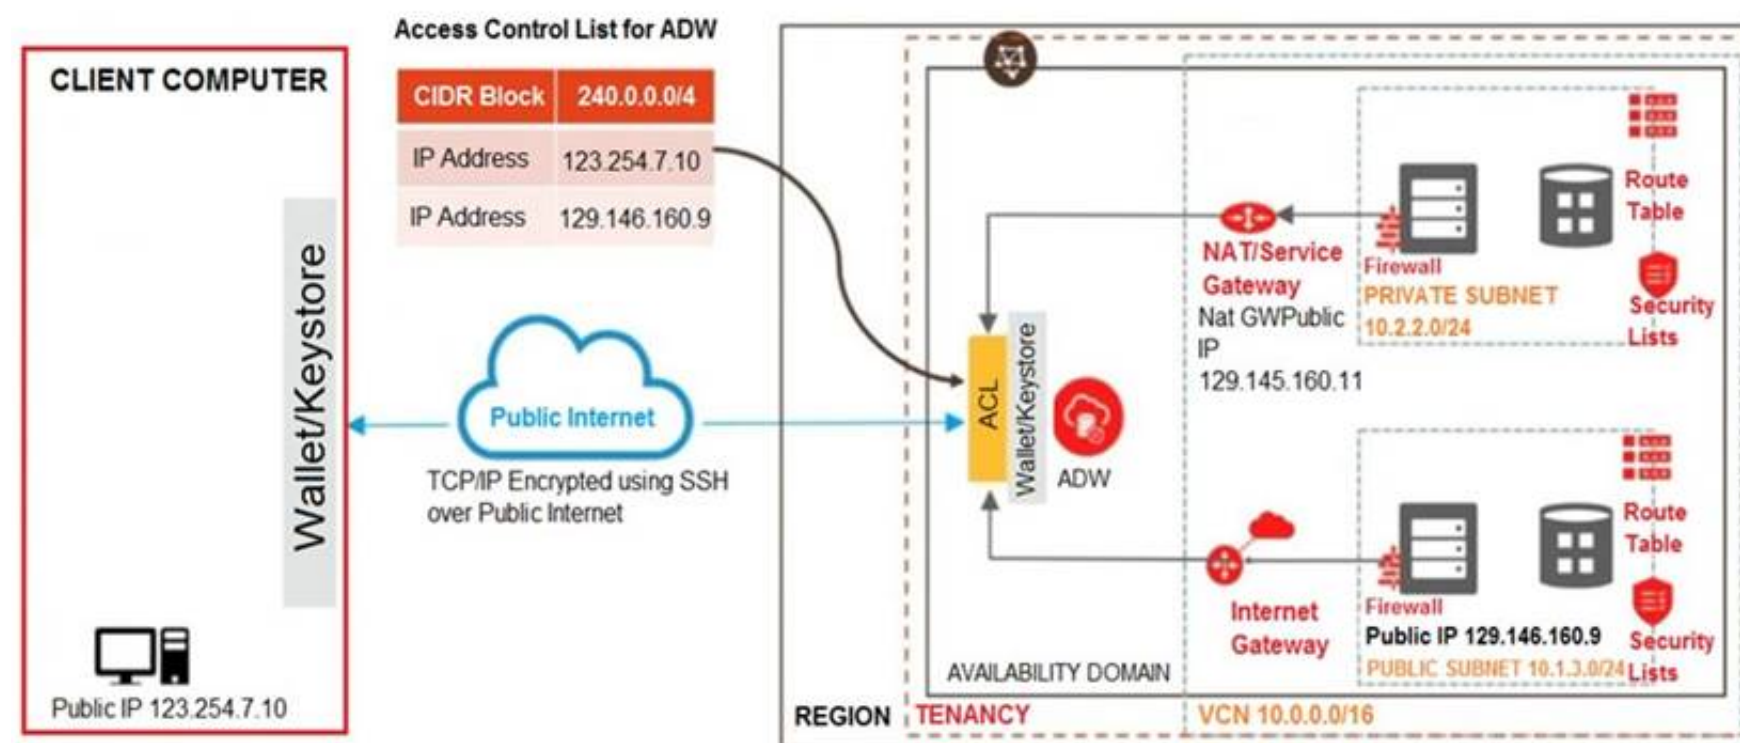 Access Control List for ADW
CLIENT COMPUTER
CIDR Block 240.0.0.0/4
IP Address 123.254.7.10
IP Address 129.146.160.9
Wallet/Keystore
Public Internet
TCP/IP Encrypted using SSH
over Public Internet
Public IP 123.254.7.10
ACL
Wallet/Keystore
ADW
NAT/Service
Gateway
Nat GWPublic
IP
129.145.160.11
Firewall
PRIVATE SUBNET
10.2.2.0/24
Route
Table
Security
Lists
Internet
Gateway
Firewall
Public IP 129.146.160.9
PUBLIC SUBNET 10.1.3.0/24
Route
Table
Security
Lists
AVAILABILITY DOMAIN
REGION
TENANCY
VCN 10.0.0.0/16